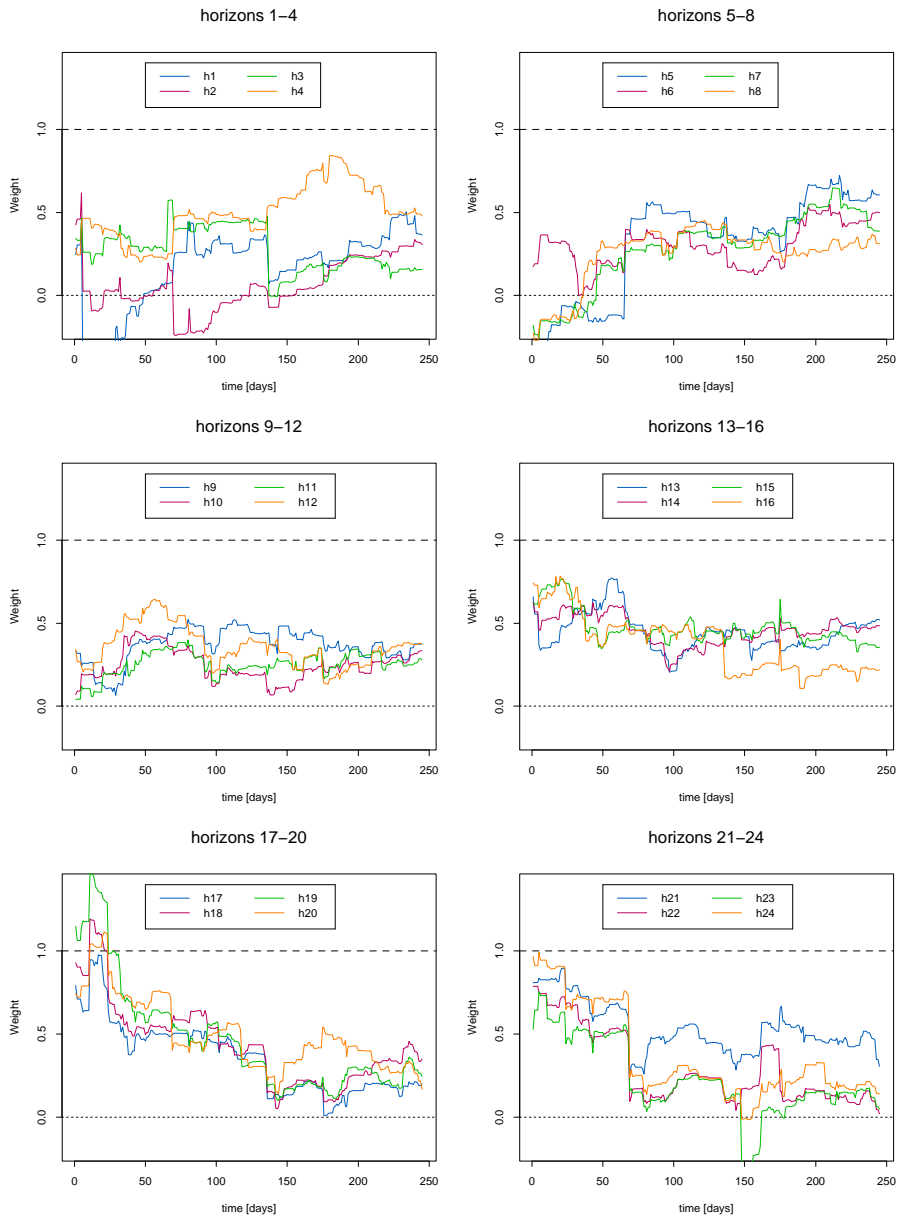 horizons 1−4
h1 h3
h2 h4
Weight
0.0 0.5 1.0
0 50 100 150 200 250
time [days]
horizons 5−8
h5 h7
h6 h8
Weight
0.0 0.5 1.0
0 50 100 150 200 250
time [days]
horizons 9−12
h9 h11
h10 h12
Weight
0.0 0.5 1.0
0 50 100 150 200 250
time [days]
horizons 13−16
h13 h15
h14 h16
Weight
0.0 0.5 1.0
0 50 100 150 200 250
time [days]
horizons 17−20
h17 h19
h18 h20
Weight
0.0 0.5 1.0
0 50 100 150 200 250
time [days]
horizons 21−24
h21 h23
h22 h24
Weight
0.0 0.5 1.0
0 50 100 150 200 250
time [days]